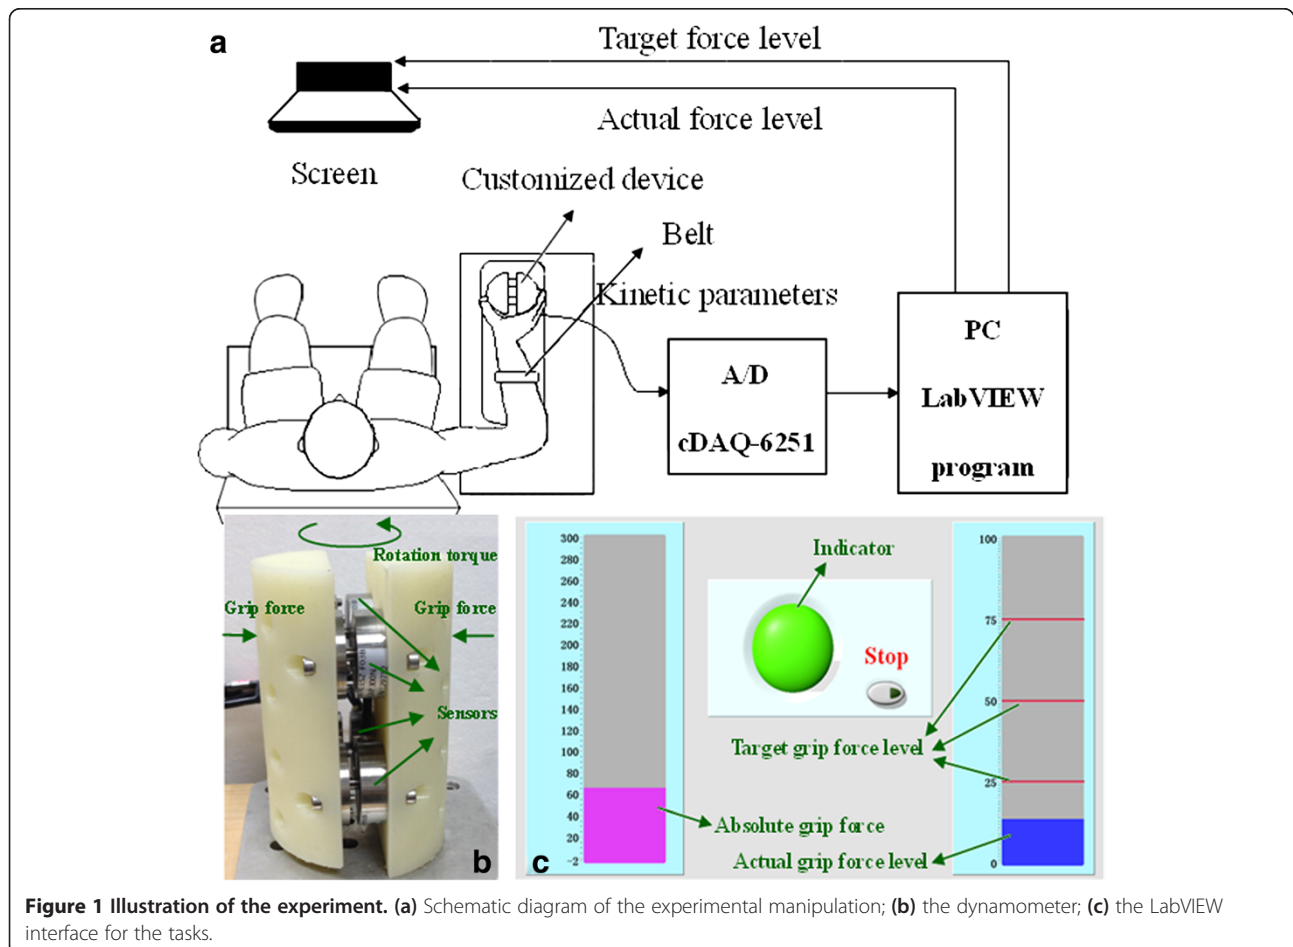 a
Target force level
Actual force level
Screen
Customized device
Belt
Kinetic parameters
A/D
cDAQ-6251
PC
LabVIEW
program
Rotation torque
Grip force
Grip force
Sensors
b
300
280
260
240
220
200
180
160
140
120
100
80
60
40
20
-2
Indicator
Stop
100
75
50
25
0
Target grip force level
Absolute grip force
Actual grip force level
c
Figure 1 Illustration of the experiment. (a) Schematic diagram of the experimental manipulation; (b) the dynamometer; (c) the LabVIEW
interface for the tasks.